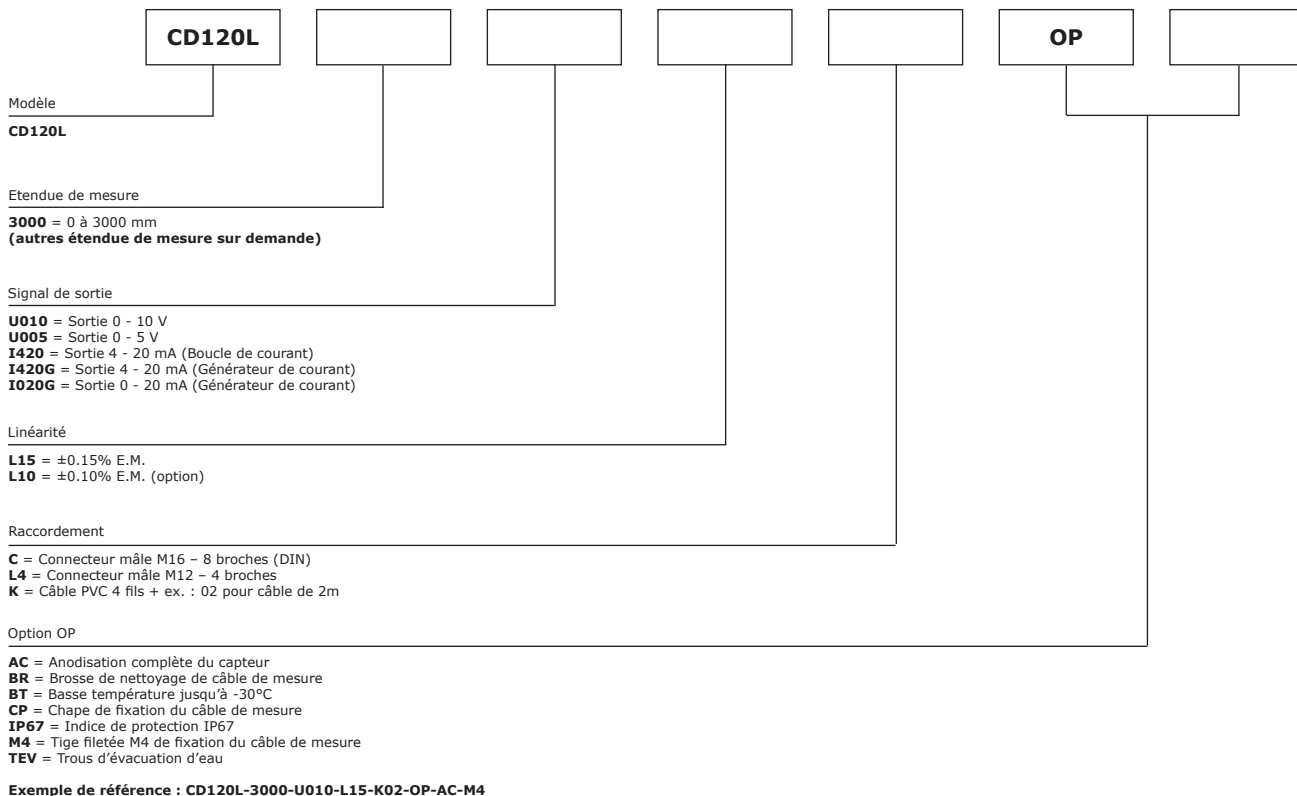 CD120L
OP
Modèle
CD120L
Etendue de mesure
3000 = 0 à 3000 mm
(autres étendue de mesure sur demande)
Signal de sortie
U010 = Sortie 0 - 10 V
U005 = Sortie 0 - 5 V
I420 = Sortie 4 - 20 mA (Boucle de courant)
I420G = Sortie 4 - 20 mA (Générateur de courant)
I020G = Sortie 0 - 20 mA (Générateur de courant)
Linéarité
L15 = ±0.15% E.M.
L10 = ±0.10% E.M. (option)
Raccordement
C = Connecteur mâle M16 – 8 broches (DIN)
L4 = Connecteur mâle M12 – 4 broches
K = Câble PVC 4 fils + ex. : 02 pour câble de 2m
Option OP
AC = Anodisation complète du capteur
BR = Brosse de nettoyage de câble de mesure
BT = Basse température jusqu'à -30°C
CP = Chape de fixation du câble de mesure
IP67 = Indice de protection IP67
M4 = Tige filetée M4 de fixation du câble de mesure
TEV = Trous d'évacuation d'eau
Exemple de référence : CD120L-3000-U010-L15-K02-OP-AC-M4